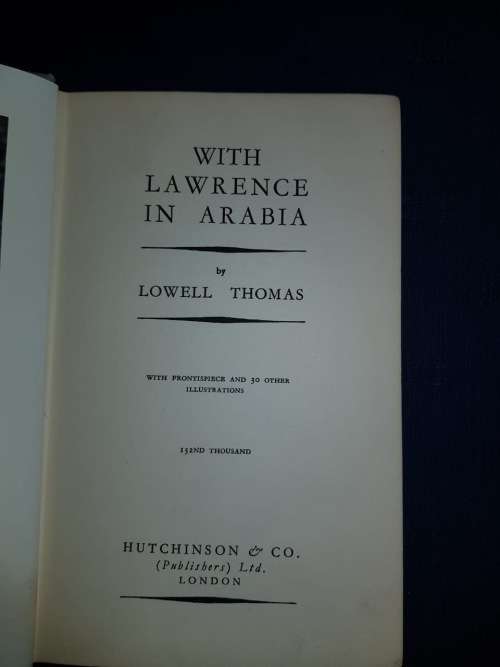 WITH
LAWRENCE
IN ARABIA
by
LOWELL THOMAS
WITH FRONTISPIECE AND 30 OTHER
ILLUSTRATIONS
152ND THOUSAND
HUTCHINSON & CO.
(Publishers) Ltd.
LONDON